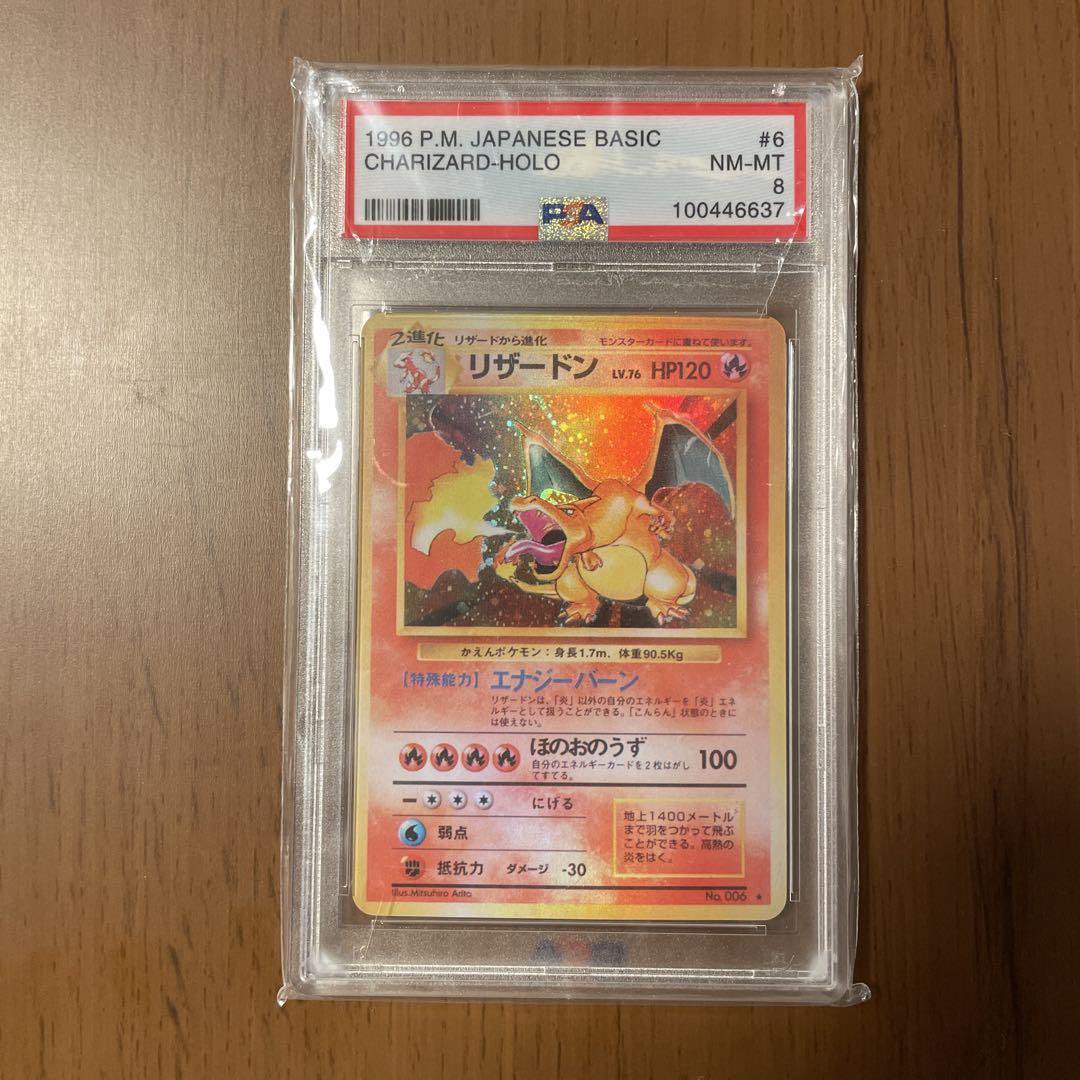 1996 P.M. JAPANESE BASIC #6
CHARIZARD-HOLO NM-MT
8
PSA 100446637
2進化 リザードから進化 モンスターカードに重ねて使います。
リザードン LV.76 HP120
かえんポケモン：身長1.7m、体重90.5Kg
【特殊能力】エナジーバーン
リザードンは、「炎」以外の自分のエネルギーを「炎」エネ
ルギーとして扱うことができる。「こんらん」状態のときに
は使えない。
ほのおのうず 100
自分のエネルギーカードを2枚はがし
てすてる。
にげる
弱点
抵抗力 ダメージ -30
地上1400メートル
まで羽をつかって飛ぶ
ことができる。高熱の
炎をはく。
Illus.Mitsuhiro Arita No. 006 ★
PSA